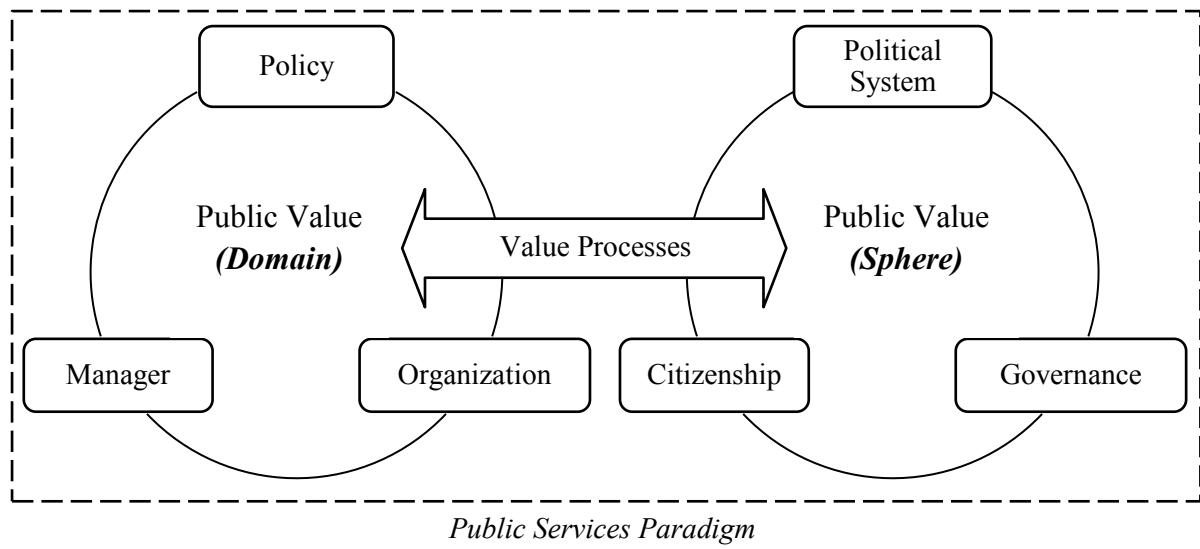 Policy
Political
System
Public Value
(Domain)
Value Processes
Public Value
(Sphere)
Manager
Organization
Citizenship
Governance
Public Services Paradigm